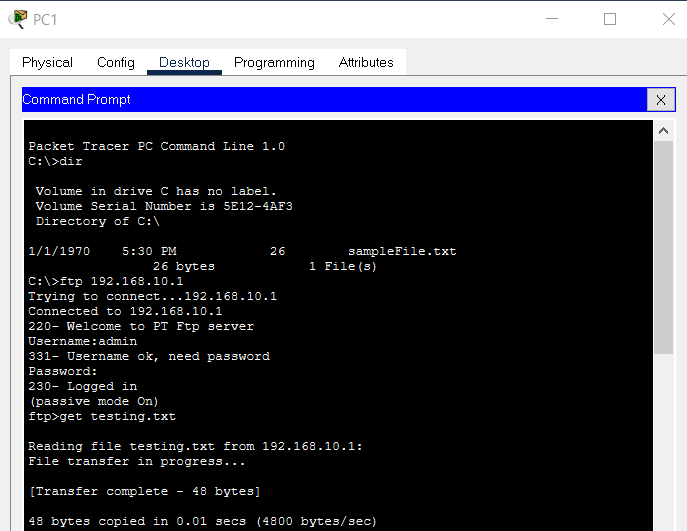 PC1
Physical Config Desktop Programming Attributes
Command Prompt
X
Packet Tracer PC Command Line 1.0
C:\>dir
Volume in drive C has no label.
Volume Serial Number is 5E12-4AF3
Directory of C:\
1/1/1970 5:30 PM 26 sampleFile.txt
26 bytes 1 File(s)
C:\>ftp 192.168.10.1
Trying to connect...192.168.10.1
Connected to 192.168.10.1
220- Welcome to PT Ftp server
Username:admin
331- Username ok, need password
Password:
230- Logged in
(passive mode On)
ftp>get testing.txt
Reading file testing.txt from 192.168.10.1:
File transfer in progress...
[Transfer complete - 48 bytes]
48 bytes copied in 0.01 secs (4800 bytes/sec)